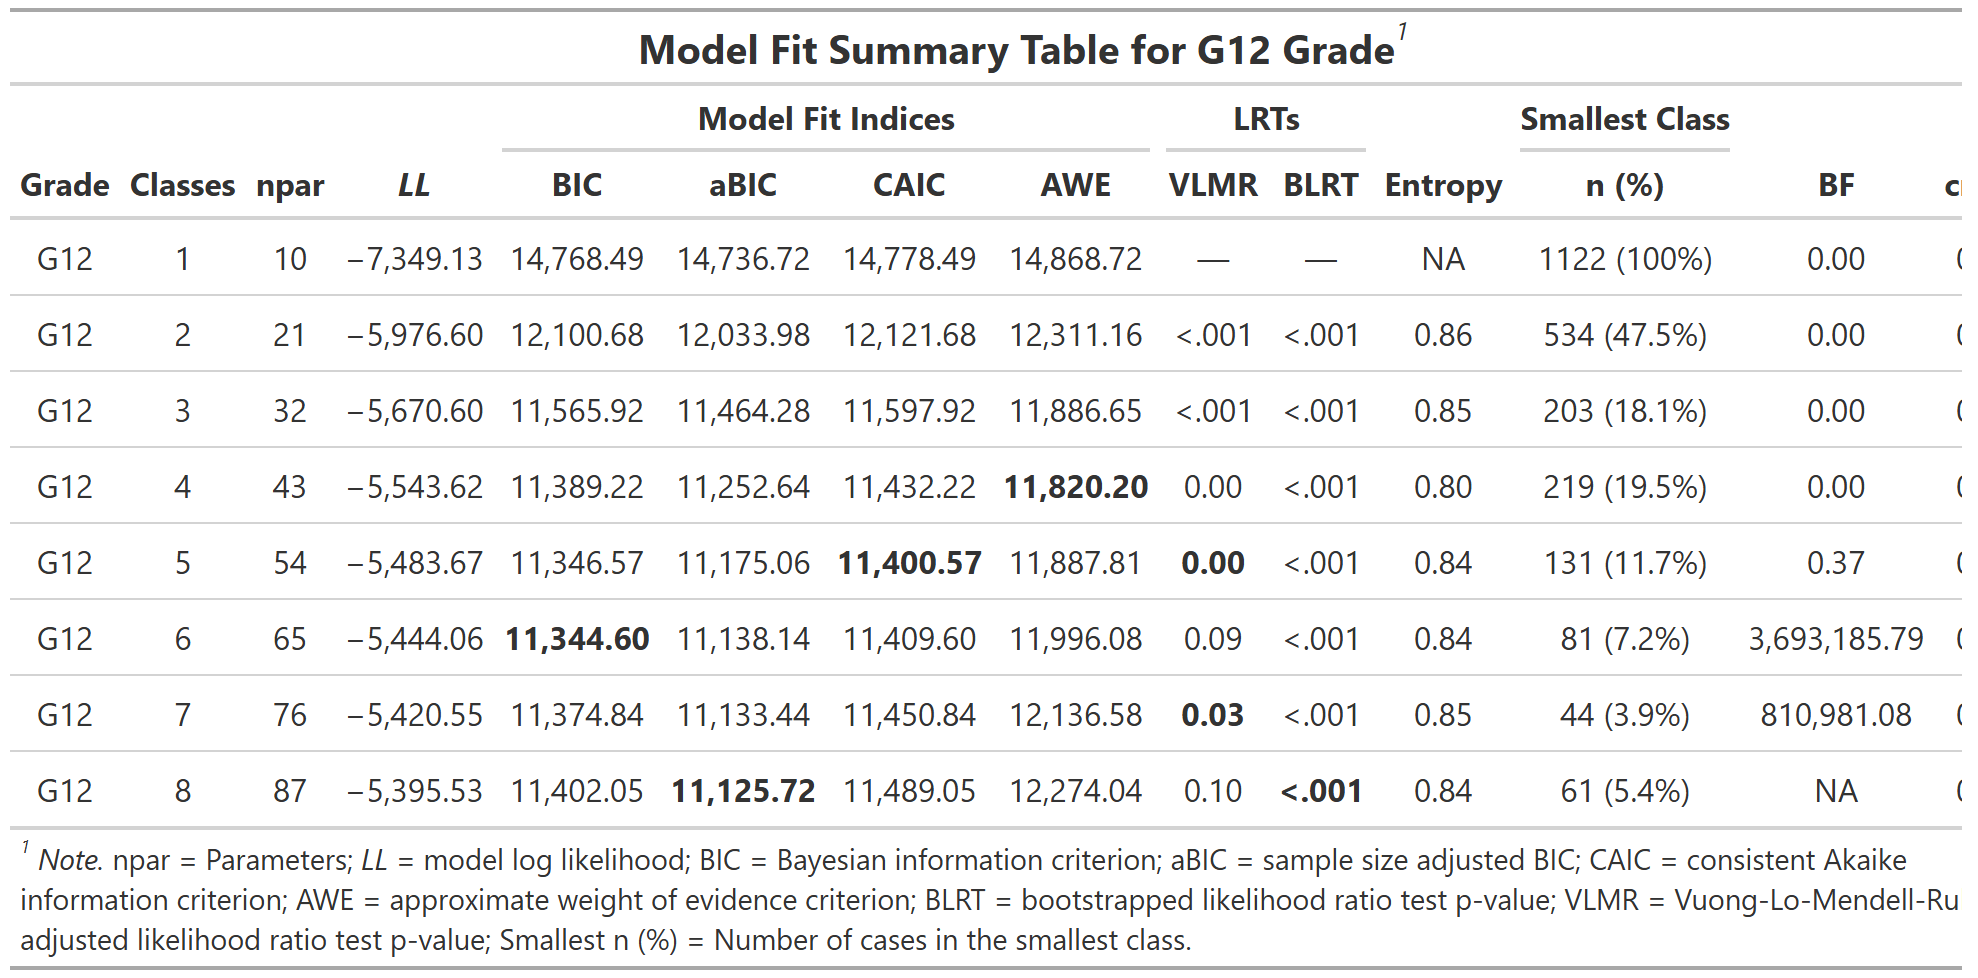 Model Fit Summary Table for G12 Grade1
Model Fit Indices LRTs Smallest Class
Grade Classes npar LL BIC aBIC CAIC AWE VLMR BLRT Entropy n (%) BF
G12 1 10 −7,349.13 14,768.49 14,736.72 14,778.49 14,868.72 — — NA 1122 (100%) 0.00
G12 2 21 −5,976.60 12,100.68 12,033.98 12,121.68 12,311.16 <.001 <.001 0.86 534 (47.5%) 0.00
G12 3 32 −5,670.60 11,565.92 11,464.28 11,597.92 11,886.65 <.001 <.001 0.85 203 (18.1%) 0.00
G12 4 43 −5,543.62 11,389.22 11,252.64 11,432.22 11,820.20 0.00 <.001 0.80 219 (19.5%) 0.00
G12 5 54 −5,483.67 11,346.57 11,175.06 11,400.57 11,887.81 0.00 <.001 0.84 131 (11.7%) 0.37
G12 6 65 −5,444.06 11,344.60 11,138.14 11,409.60 11,996.08 0.09 <.001 0.84 81 (7.2%) 3,693,185.79
G12 7 76 −5,420.55 11,374.84 11,133.44 11,450.84 12,136.58 0.03 <.001 0.85 44 (3.9%) 810,981.08
G12 8 87 −5,395.53 11,402.05 11,125.72 11,489.05 12,274.04 0.10 <.001 0.84 61 (5.4%) NA
1 Note. npar = Parameters; LL = model log likelihood; BIC = Bayesian information criterion; aBIC = sample size adjusted BIC; CAIC = consistent Akaike
information criterion; AWE = approximate weight of evidence criterion; BLRT = bootstrapped likelihood ratio test p-value; VLMR = Vuong-Lo-Mendell-Ru
adjusted likelihood ratio test p-value; Smallest n (%) = Number of cases in the smallest class.